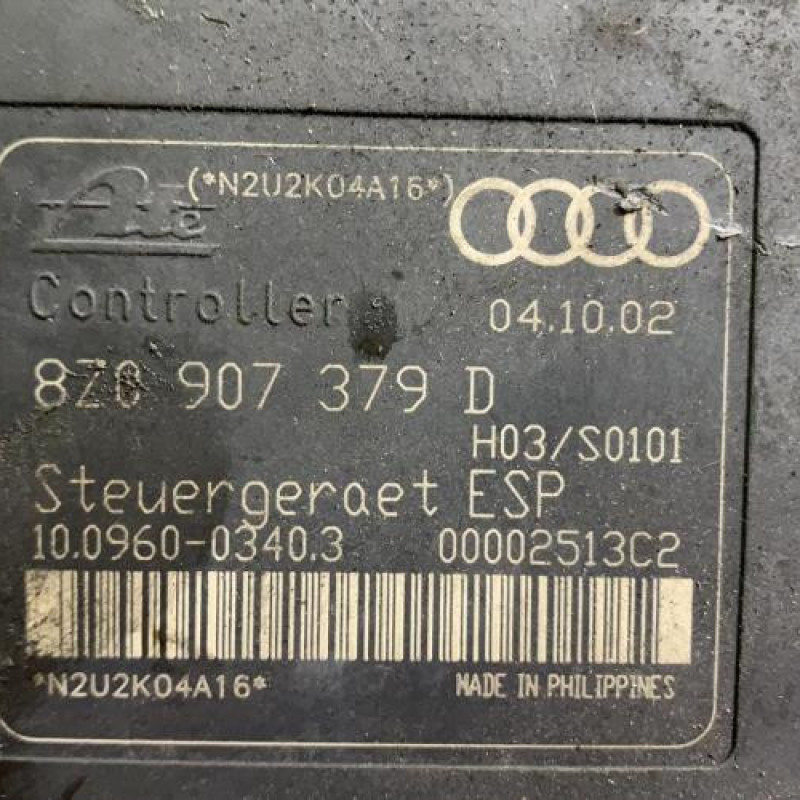 (*N2U2K04A16*)
Ate
Controller
04.10.02
8Z0 907 379 D
H03/S0101
Steuergeraet ESP
10.0960-0340.3 00002513C2
*N2U2K04A16* MADE IN PHILIPPINES